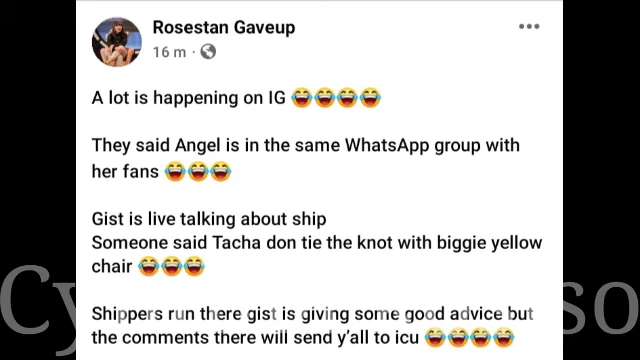 Rosestan Gaveup
16 m ·
A lot is happening on IG 😂😂😂😂
They said Angel is in the same WhatsApp group with
her fans 😂😂😂
Gist is live talking about ship
Someone said Tacha don tie the knot with biggie yellow
chair 😂😂😂
Shippers run there gist is giving some good advice but
the comments there will send y'all to icu 😂😂😂😂